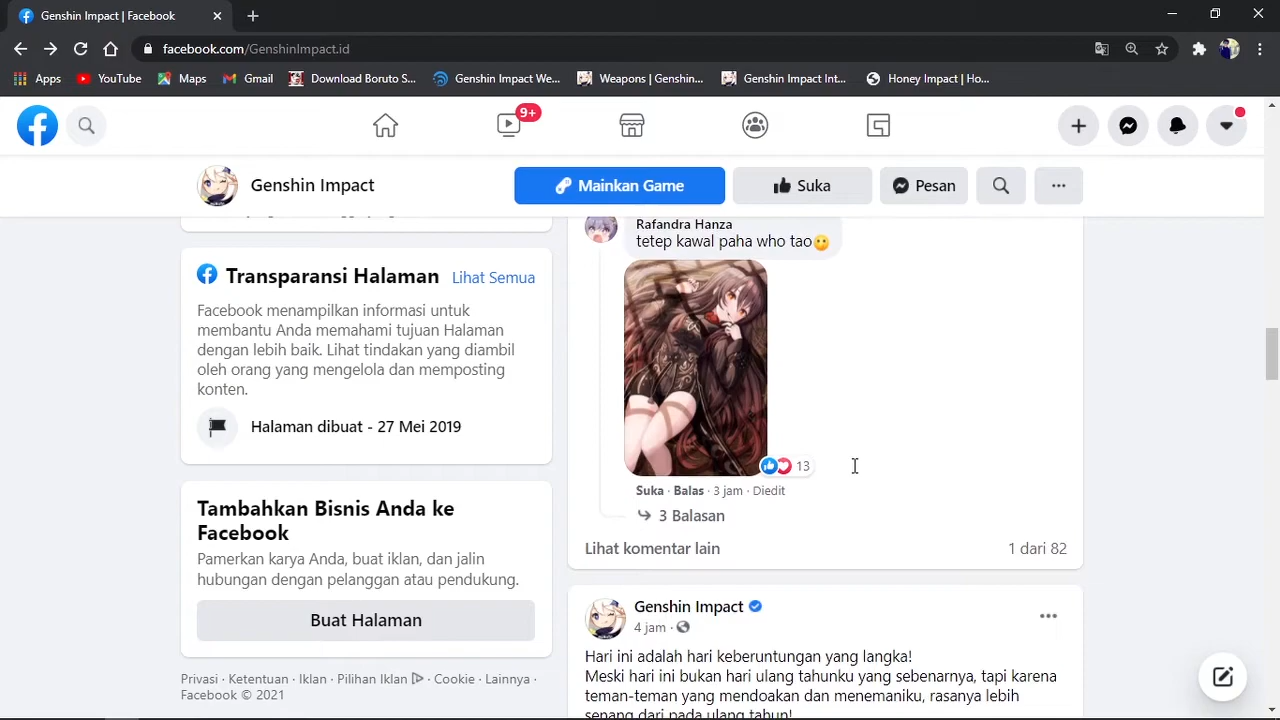 Genshin Impact | Facebook
facebook.com/GenshinImpact.id
Apps YouTube Maps Gmail Download Boruto S... Genshin Impact We... Weapons | Genshin... Genshin Impact Int... Honey Impact | Ho...
9+
Genshin Impact
Mainkan Game
Suka
Pesan
Transparansi Halaman
Lihat Semua
Facebook menampilkan informasi untuk
membantu Anda memahami tujuan Halaman
dengan lebih baik. Lihat tindakan yang diambil
oleh orang yang mengelola dan memposting
konten.
Halaman dibuat - 27 Mei 2019
Tambahkan Bisnis Anda ke
Facebook
Pamerkan karya Anda, buat iklan, dan jalin
hubungan dengan pelanggan atau pendukung.
Buat Halaman
Privasi · Ketentuan · Iklan · Pilihan Iklan · Cookie · Lainnya ·
Facebook © 2021
Rafandra Hanza
tetep kawal paha who tao😶
13
Suka · Balas · 3 jam · Diedit
3 Balasan
Lihat komentar lain
1 dari 82
Genshin Impact
4 jam ·
Hari ini adalah hari keberuntungan yang langka!
Meski hari ini bukan hari ulang tahunku yang sebenarnya, tapi karena
teman-teman yang mendoakan dan menemaniku, rasanya lebih
senang dari pada ulang tahun!